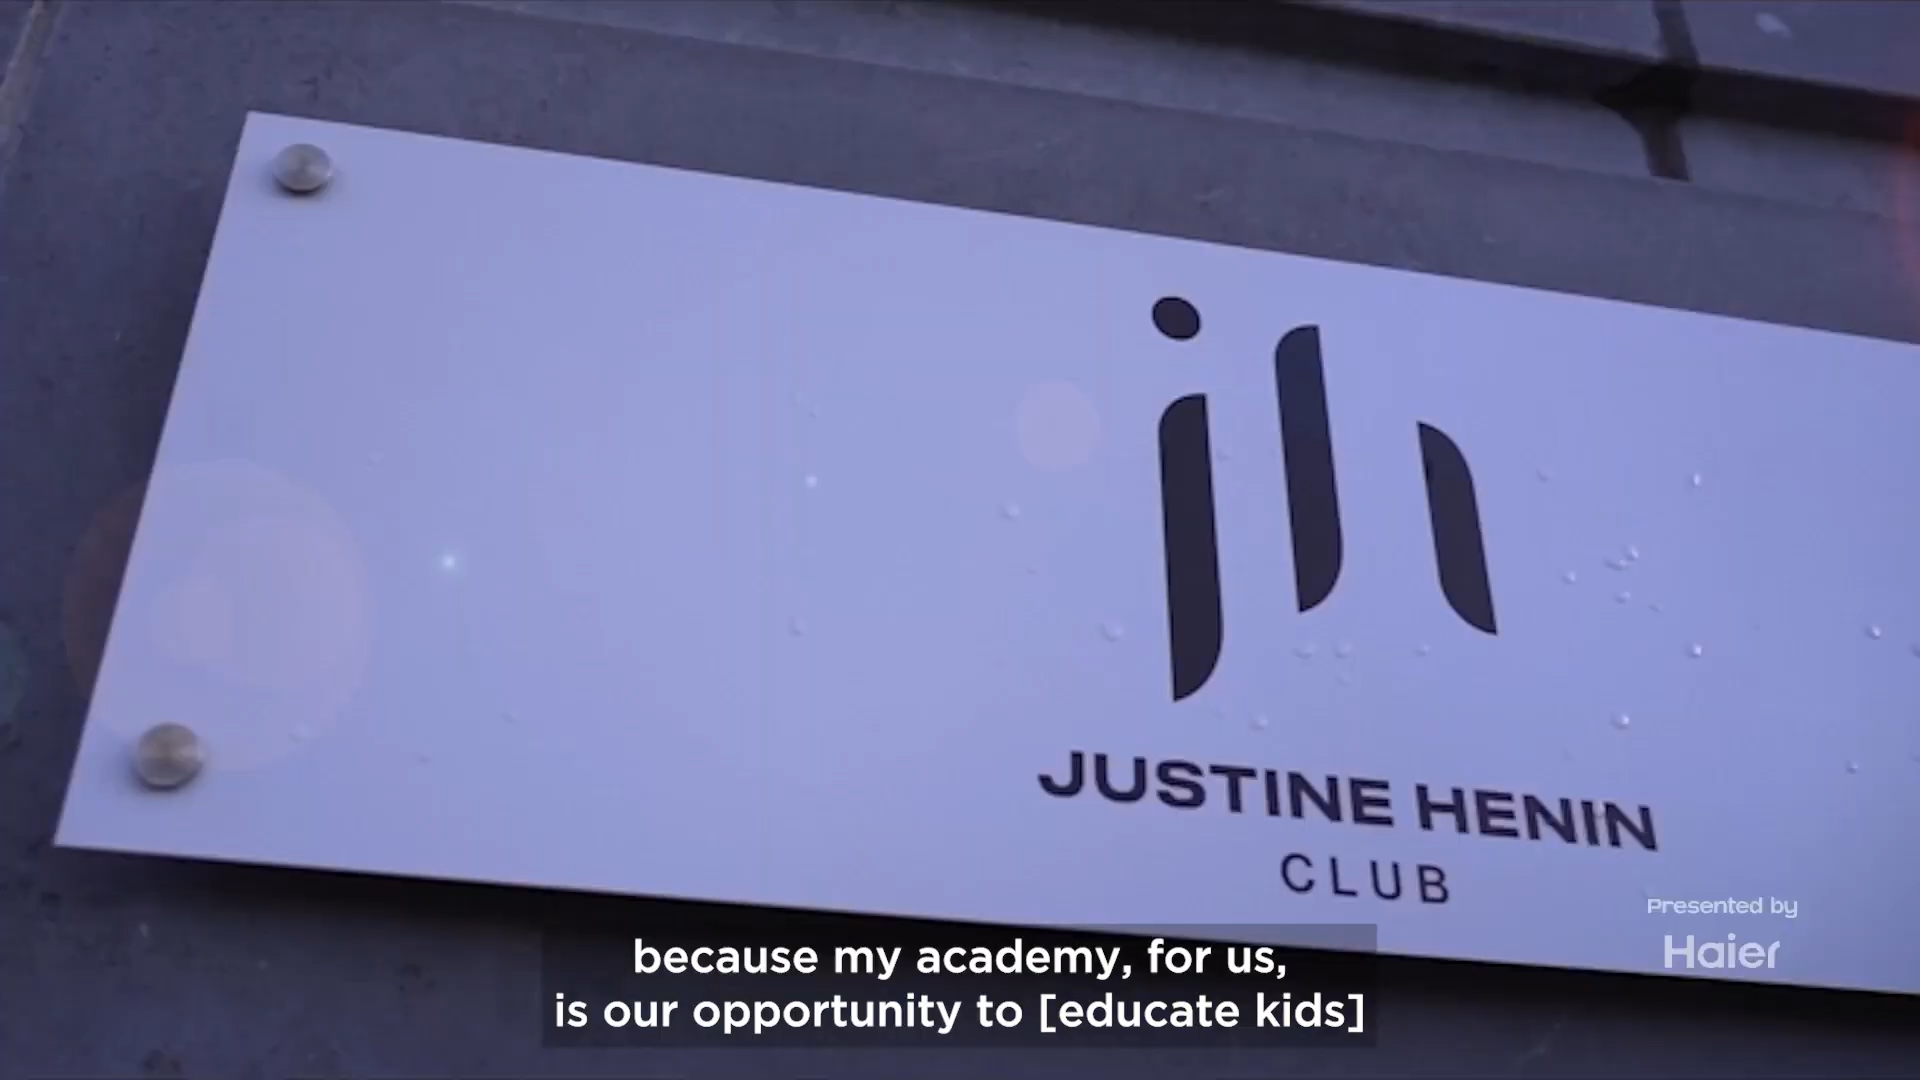 jh
JUSTINE HENIN
CLUB
Presented by
Haier
because my academy, for us,
is our opportunity to [educate kids]